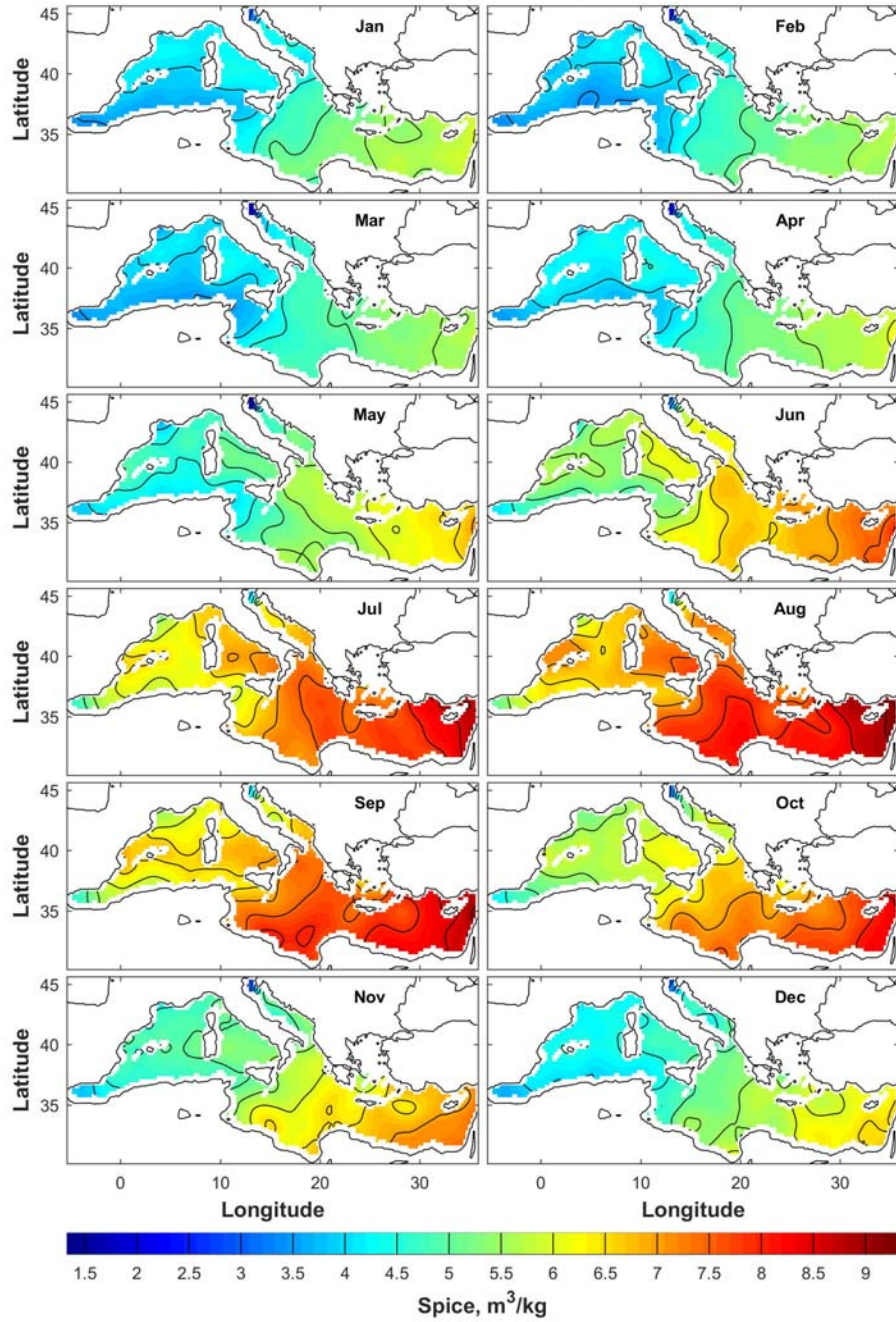 Jan
Feb
45
40
35
Latitude
Mar
Apr
45
40
35
Latitude
May
Jun
45
40
35
Latitude
Jul
Aug
45
40
35
Latitude
Sep
Oct
45
40
35
Latitude
Nov
Dec
45
40
35
Latitude
0 10 20 30 0 10 20 30
Longitude Longitude
1.5 2 2.5 3 3.5 4 4.5 5 5.5 6 6.5 7 7.5 8 8.5 9
Spice, m³/kg